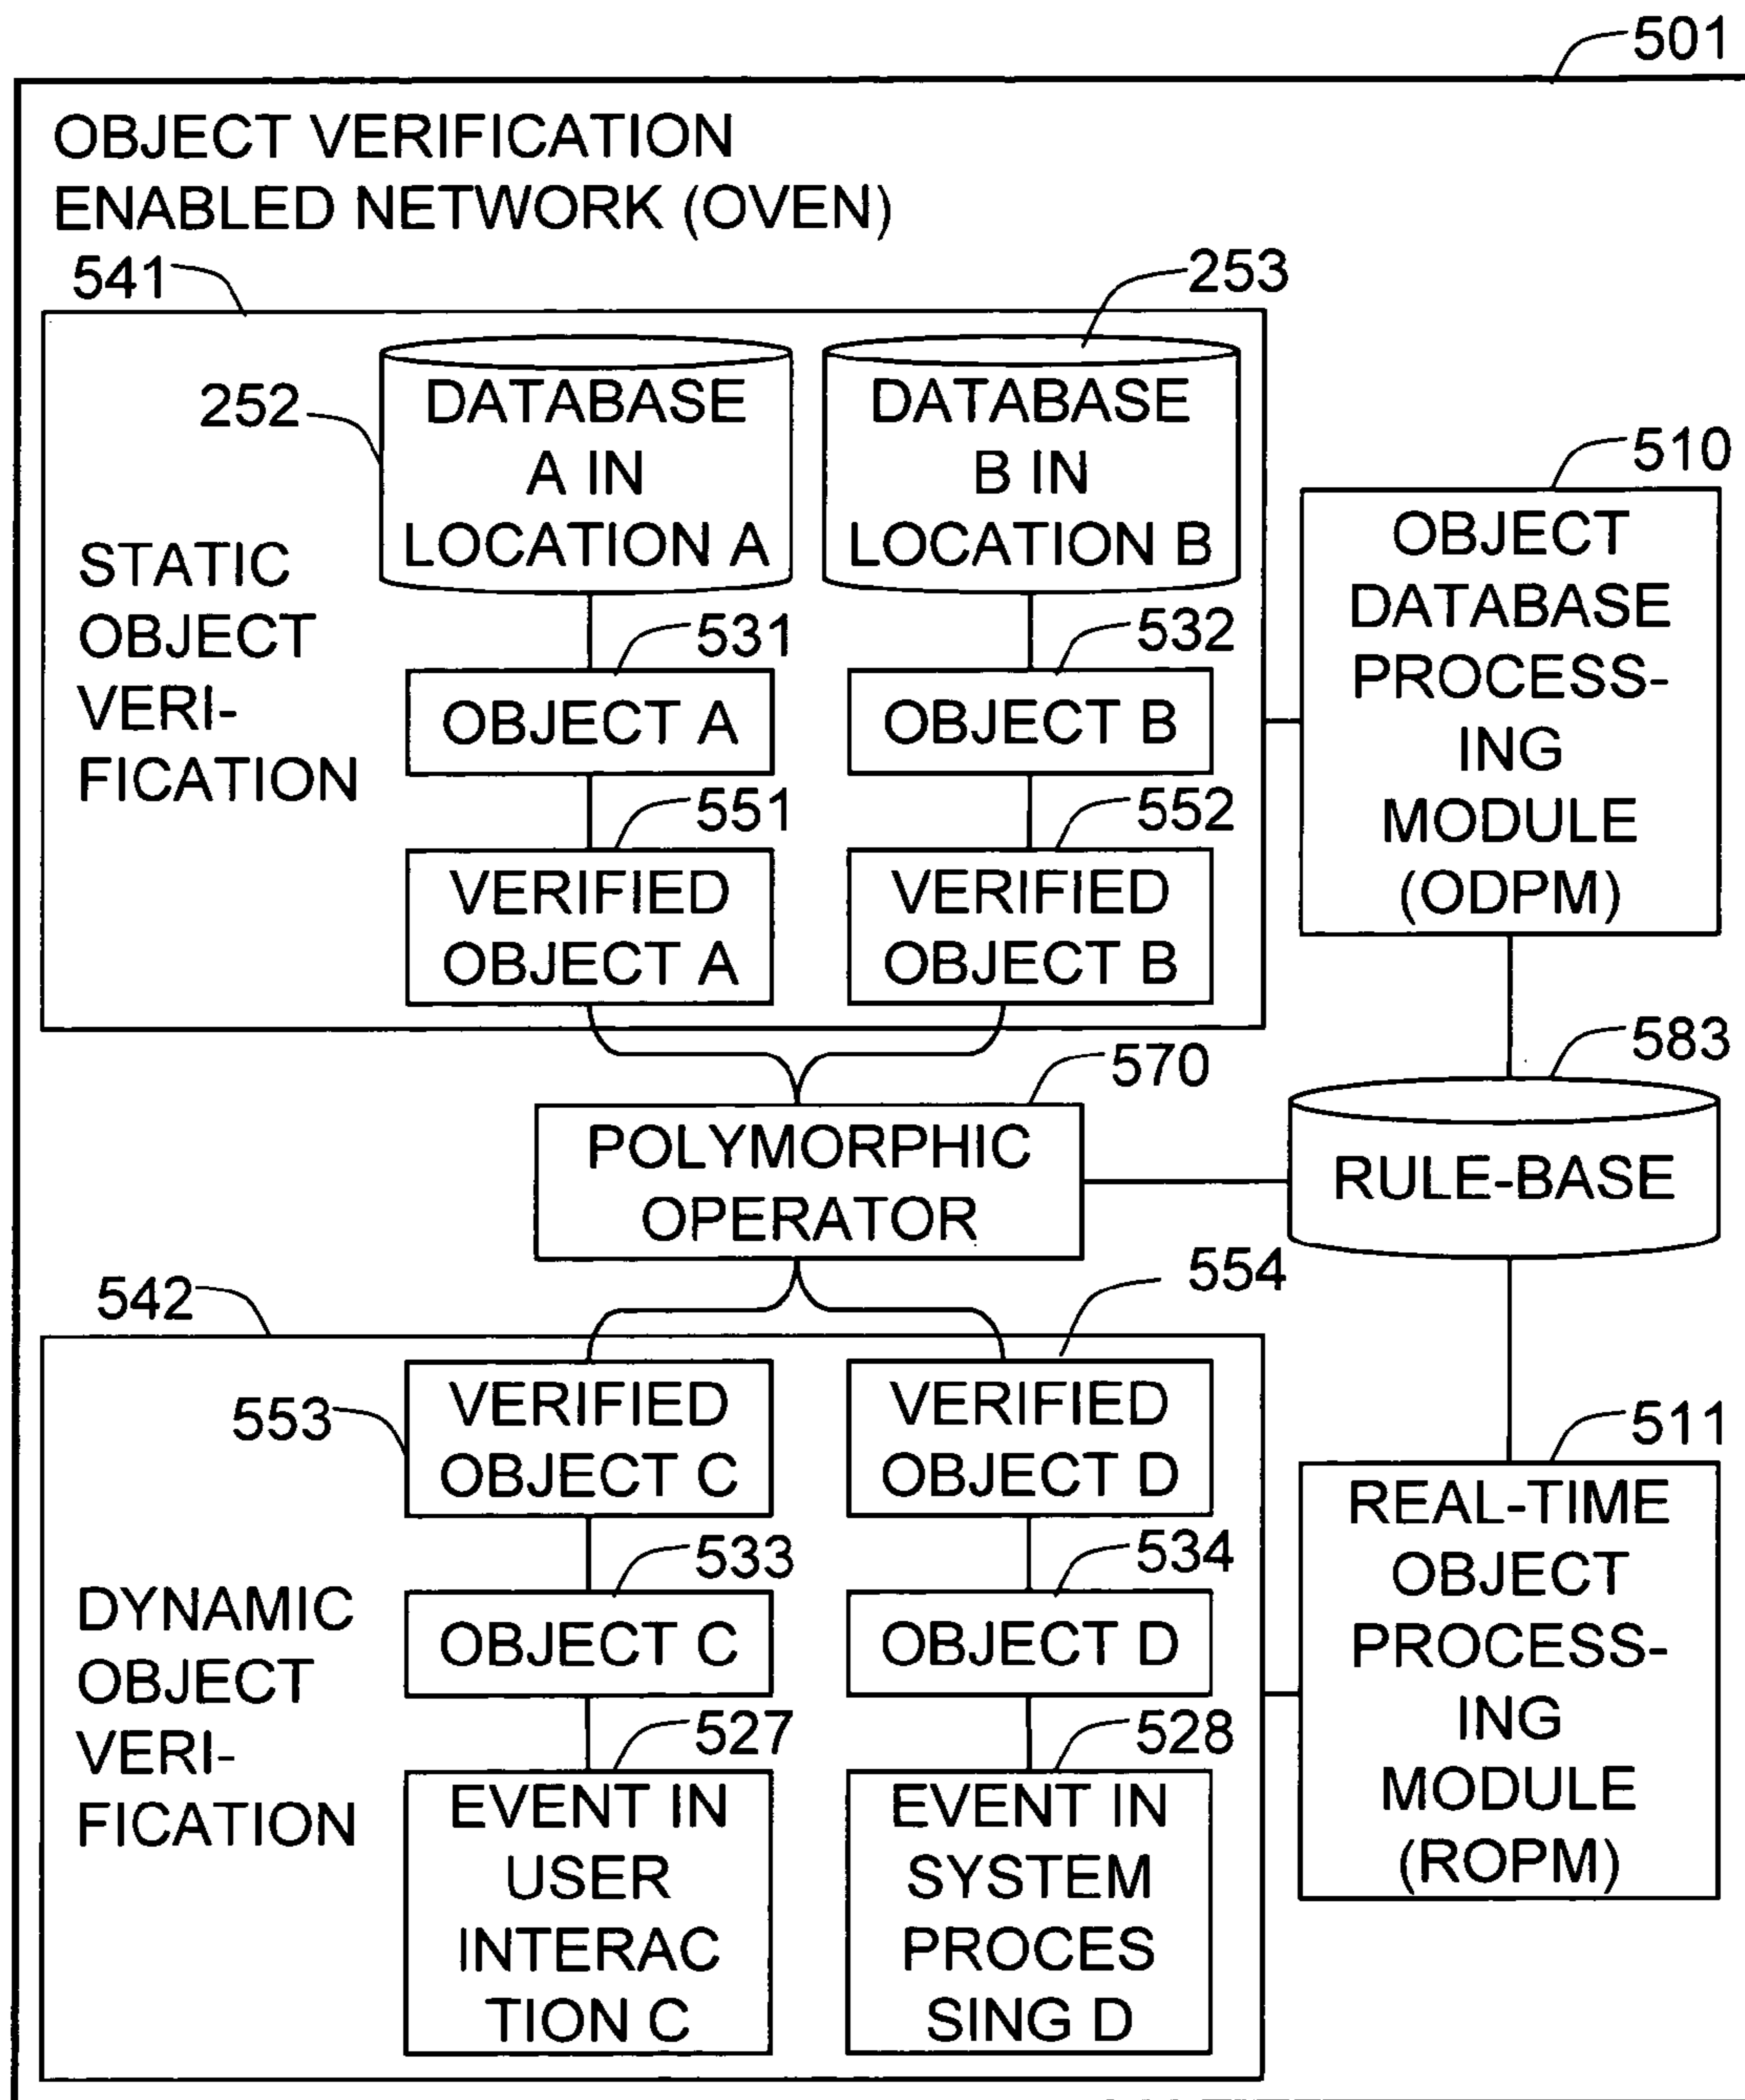 501
OBJECT VERIFICATION
ENABLED NETWORK (OVEN)
541
253
252
DATABASE
A IN
LOCATION A
DATABASE
B IN
LOCATION B
STATIC
OBJECT
VERI-
FICATION
531
532
OBJECT A
OBJECT B
551
552
VERIFIED
OBJECT A
VERIFIED
OBJECT B
510
OBJECT
DATABASE
PROCESS-
ING
MODULE
(ODPM)
570
POLYMORPHIC
OPERATOR
583
RULE-BASE
542
554
553
VERIFIED
OBJECT C
VERIFIED
OBJECT D
533
534
OBJECT C
OBJECT D
DYNAMIC
OBJECT
VERI-
FICATION
527
528
EVENT IN
USER
INTERAC
TION C
EVENT IN
SYSTEM
PROCES
SING D
511
REAL-TIME
OBJECT
PROCESS-
ING
MODULE
(ROPM)